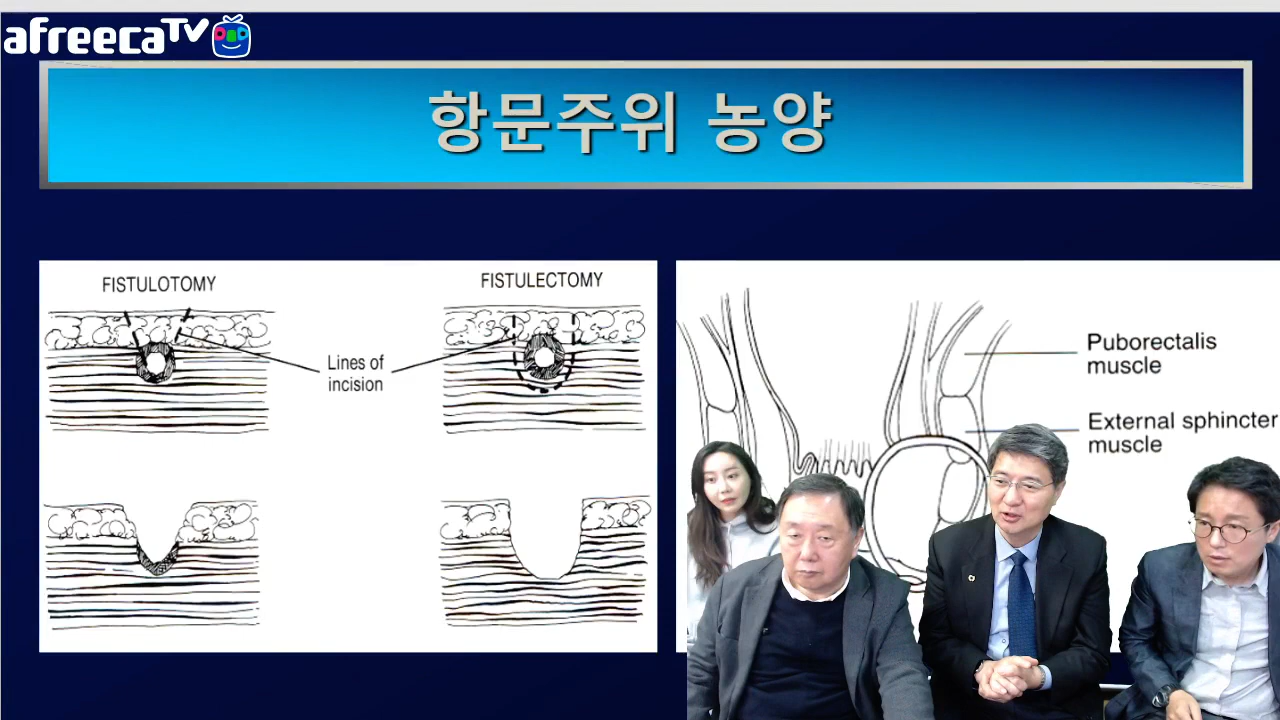 afreecaTV
항문주위 농양
FISTULOTOMY
FISTULECTOMY
Lines of
incision
Puborectalis
muscle
External sphincter
muscle